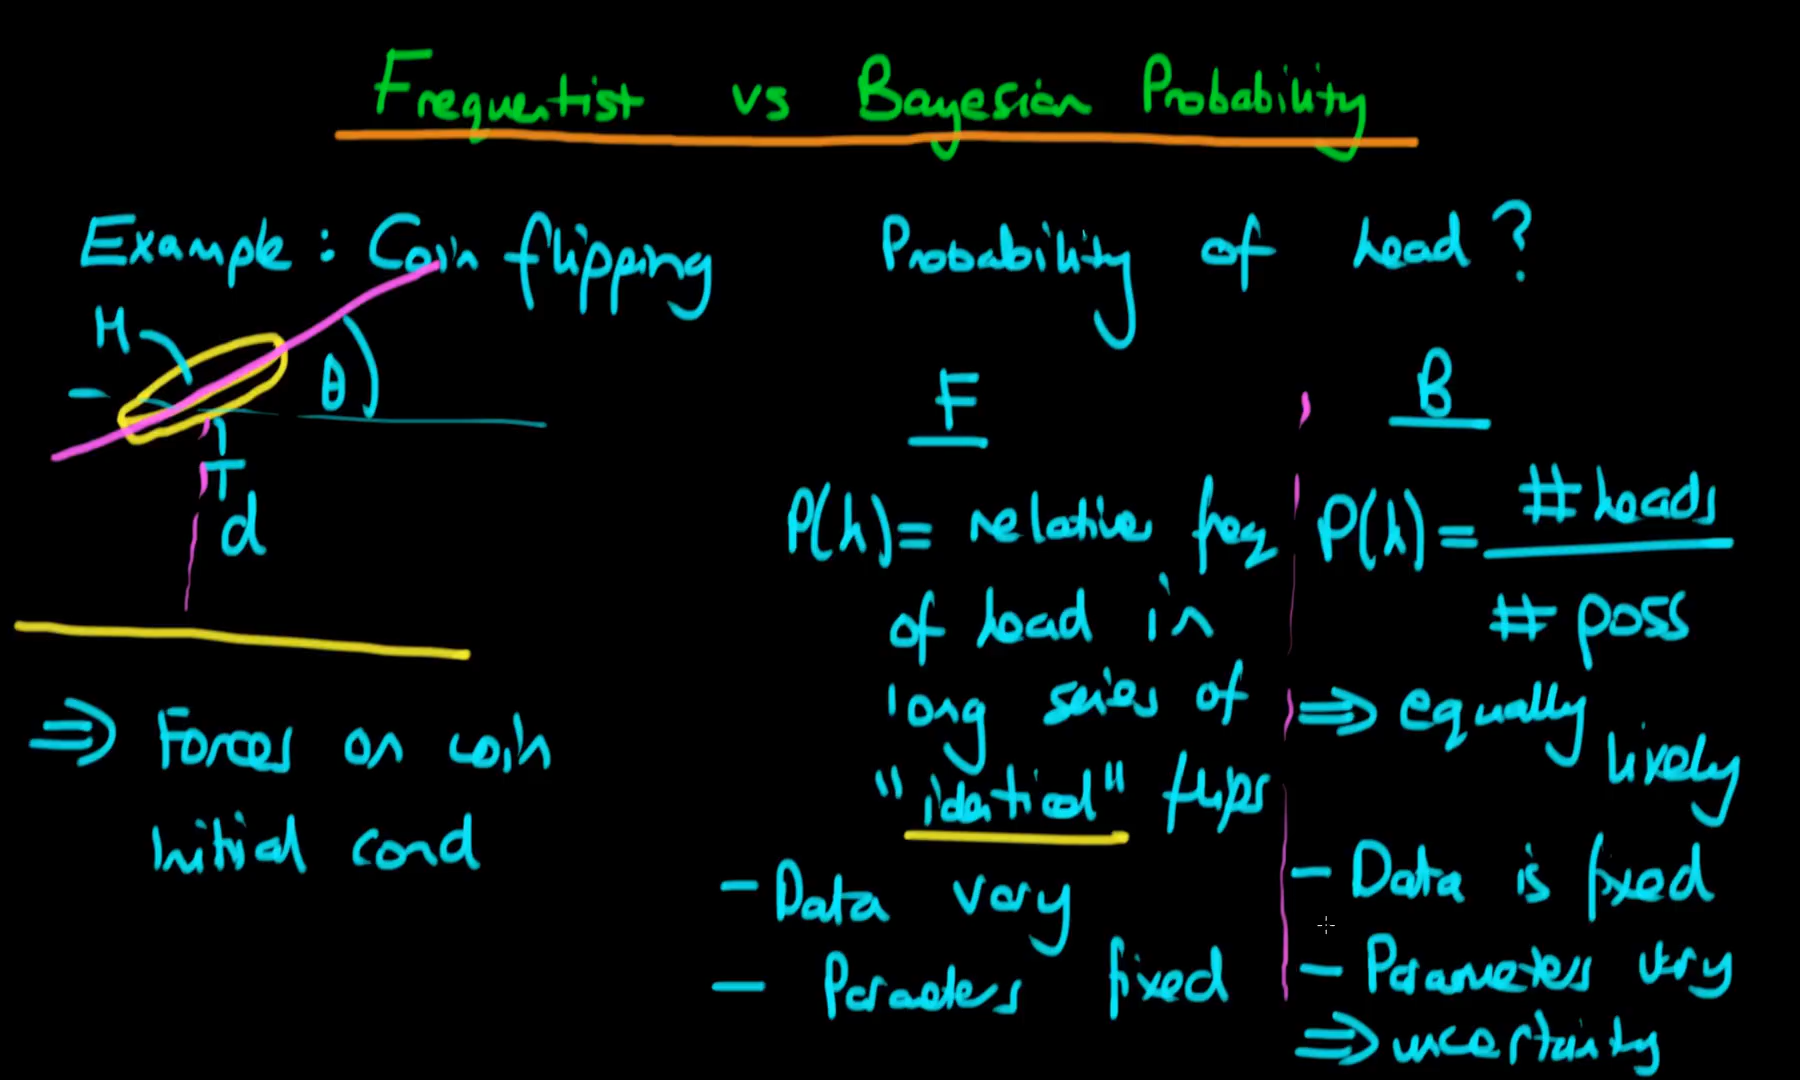 Frequentist vs Bayesian Probability
Example: Coin flipping
H
θ
T
d
⇒ Forces on coin
Initial cond
Probability of head?
F
P(h) = relative freq
of head in
long series of
"identical" flips
- Data vary
- Parameters fixed
B
P(h) = # heads
# poss
⇒ equally
likely
- Data is fixed
- Parameters vary
⇒ uncertainty